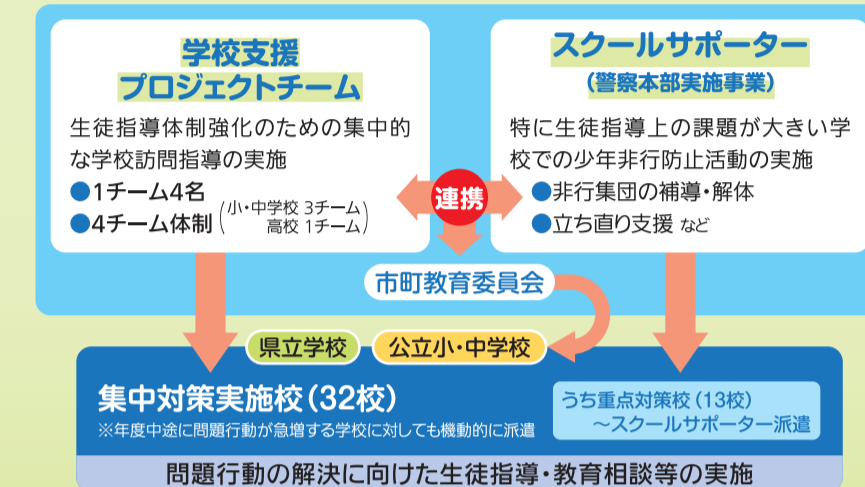 学校支援
プロジェクトチーム
生徒指導体制強化のための集中的
な学校訪問指導の実施
●1チーム4名
●4チーム体制(小・中学校 3チーム
高校 1チーム)
スクールサポーター
(警察本部実施事業)
特に生徒指導上の課題が大きい学
校での少年非行防止活動の実施
●非行集団の補導・解体
●立ち直り支援 など
連携
市町教育委員会
県立学校
公立小・中学校
集中対策実施校(32校)
※年度中途に問題行動が急増する学校に対しても機動的に派遣
うち重点対策校(13校)
～スクールサポーター派遣
問題行動の解決に向けた生徒指導・教育相談等の実施